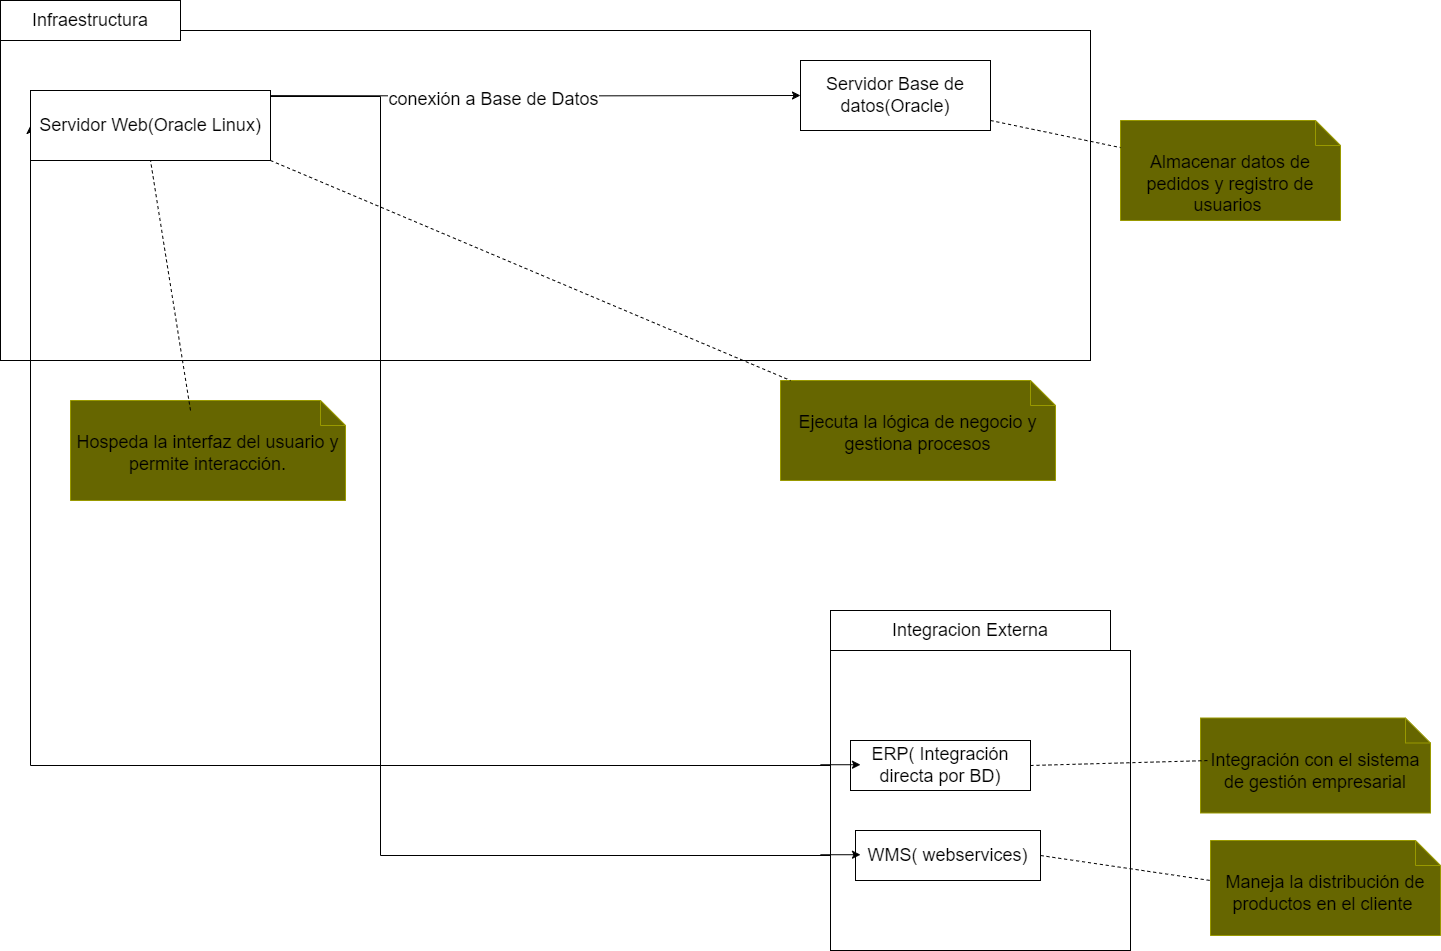 Infraestructura
Servidor Web(Oracle Linux)
conexión a Base de Datos
Servidor Base de
datos(Oracle)
Almacenar datos de
pedidos y registro de
usuarios
Hospeda la interfaz del usuario y
permite interacción.
Ejecuta la lógica de negocio y
gestiona procesos
Integracion Externa
ERP( Integración
directa por BD)
Integración con el sistema
de gestión empresarial
WMS( webservices)
Maneja la distribución de
productos en el cliente